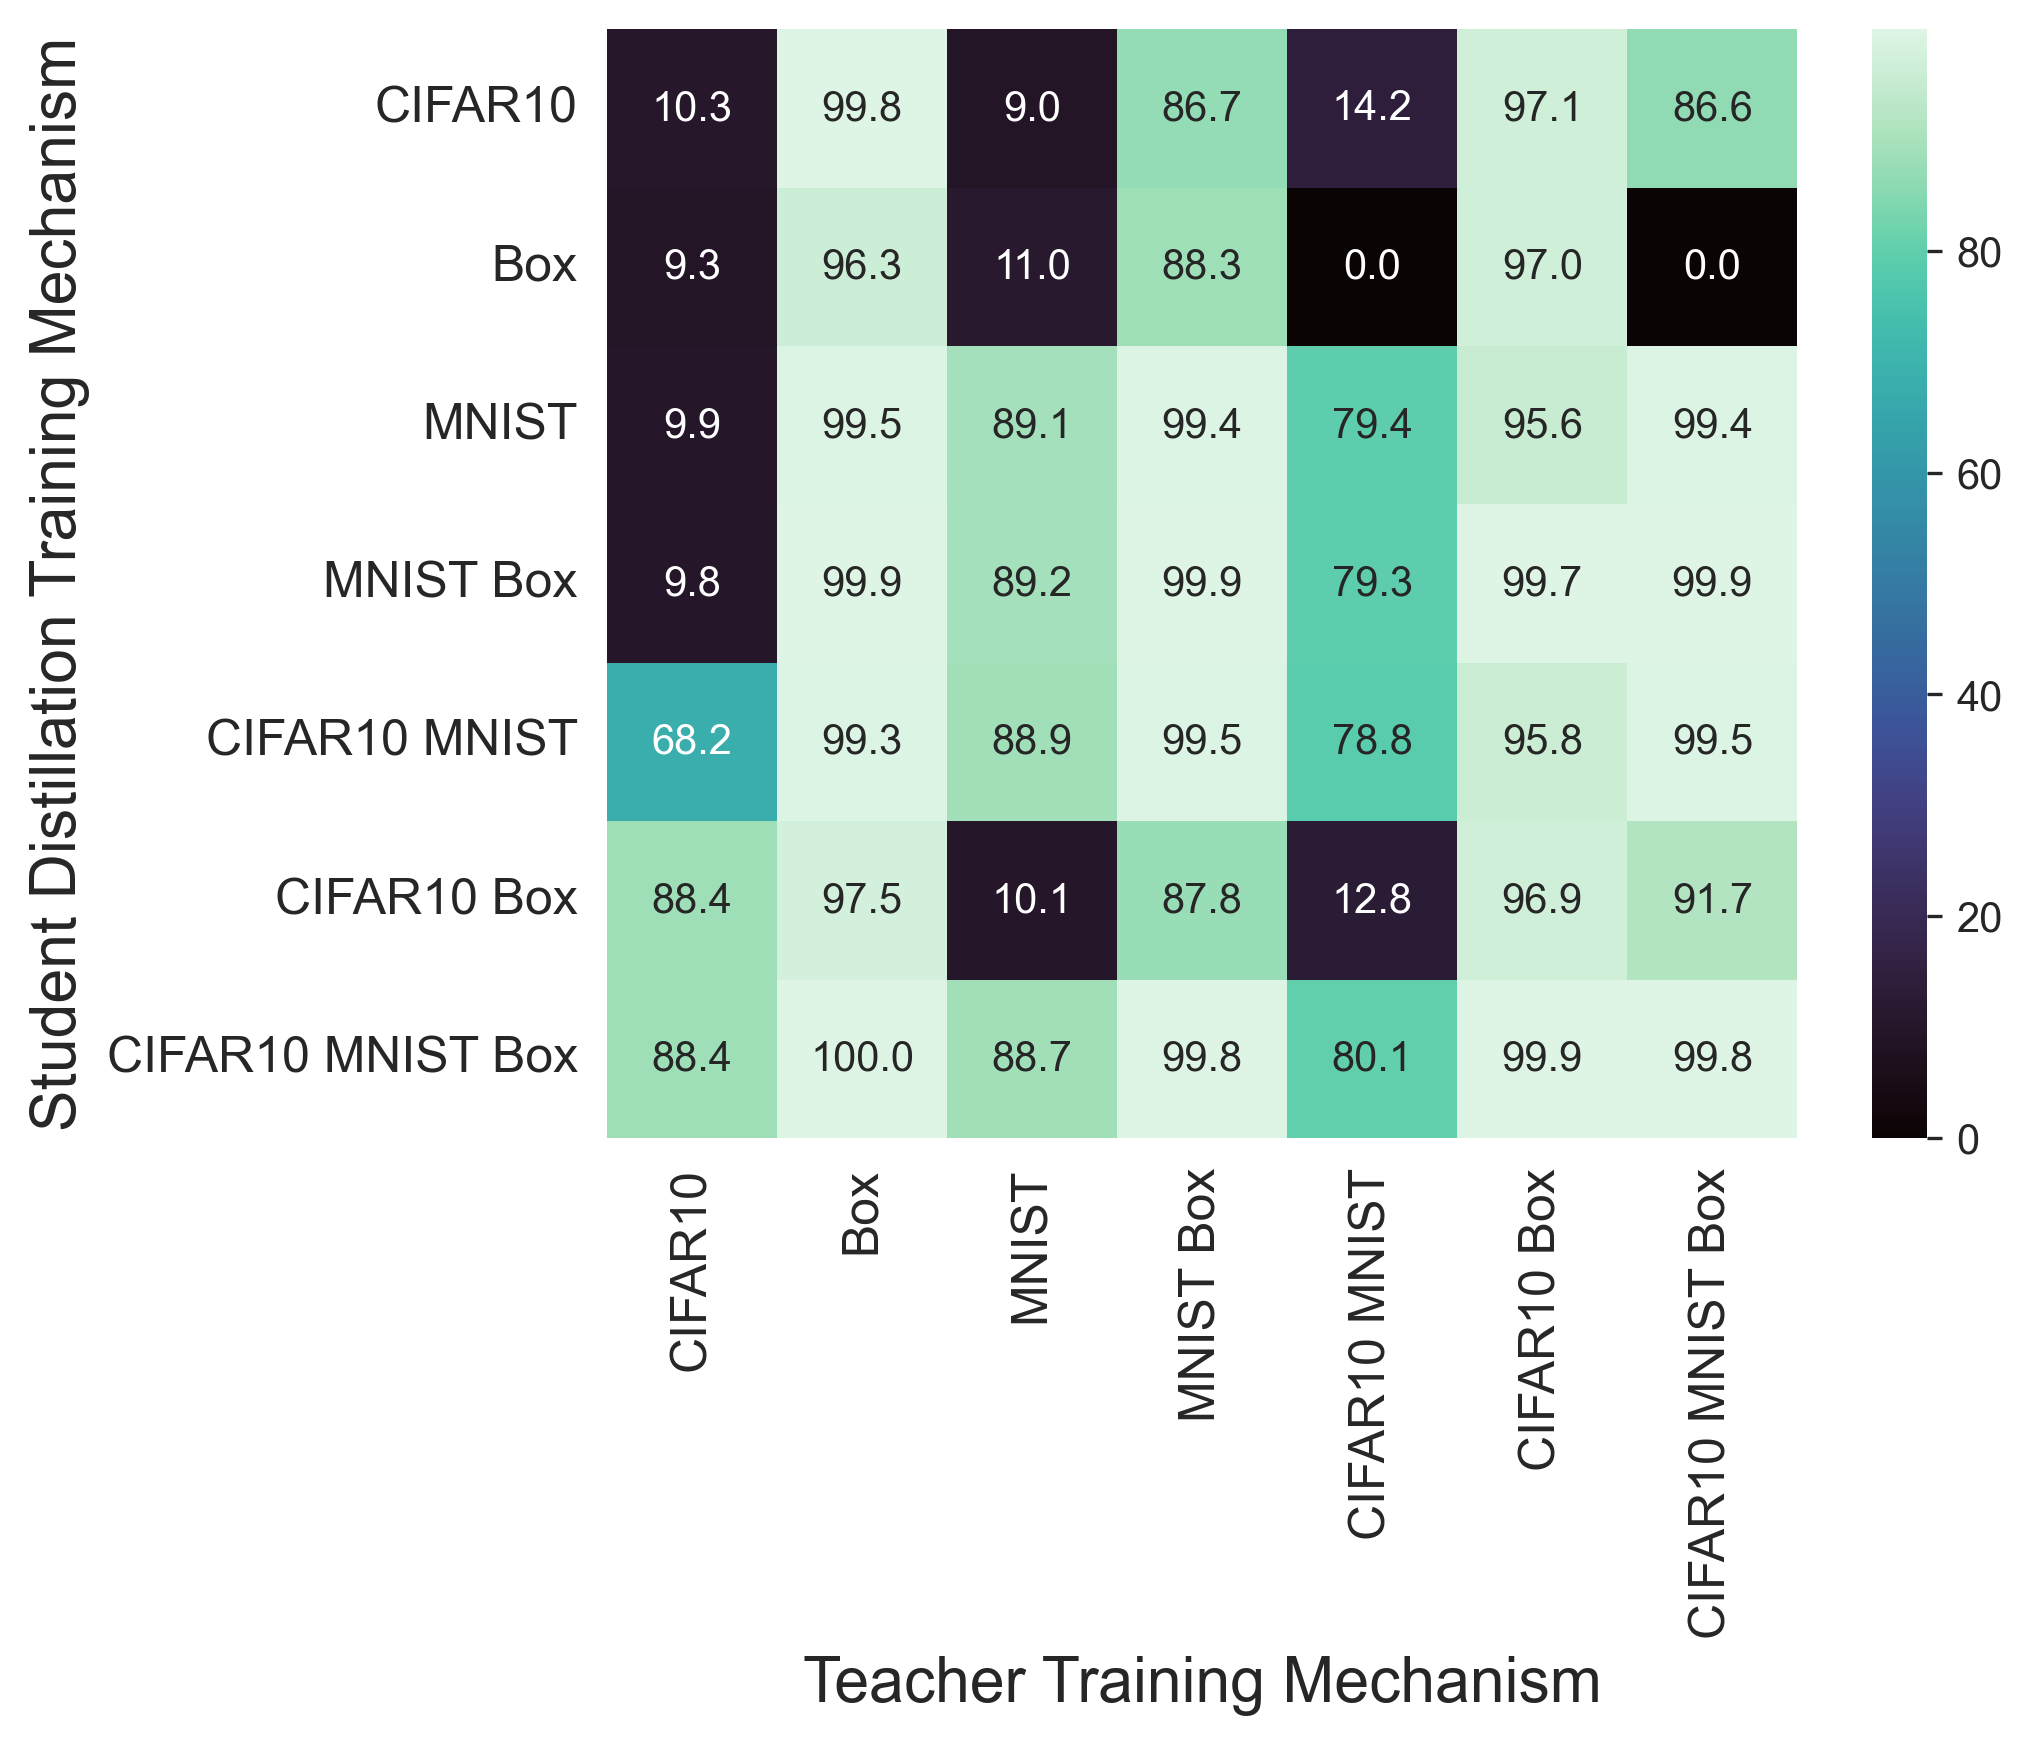 Student Distillation Training Mechanism
CIFAR10 10.3 99.8 9.0 86.7 14.2 97.1 86.6
Box 9.3 96.3 11.0 88.3 0.0 97.0 0.0
MNIST 9.9 99.5 89.1 99.4 79.4 95.6 99.4
MNIST Box 9.8 99.9 89.2 99.9 79.3 99.7 99.9
CIFAR10 MNIST 68.2 99.3 88.9 99.5 78.8 95.8 99.5
CIFAR10 Box 88.4 97.5 10.1 87.8 12.8 96.9 91.7
CIFAR10 MNIST Box 88.4 100.0 88.7 99.8 80.1 99.9 99.8
CIFAR10
Box
MNIST
MNIST Box
CIFAR10 MNIST
CIFAR10 Box
CIFAR10 MNIST Box
Teacher Training Mechanism
80
60
40
20
0